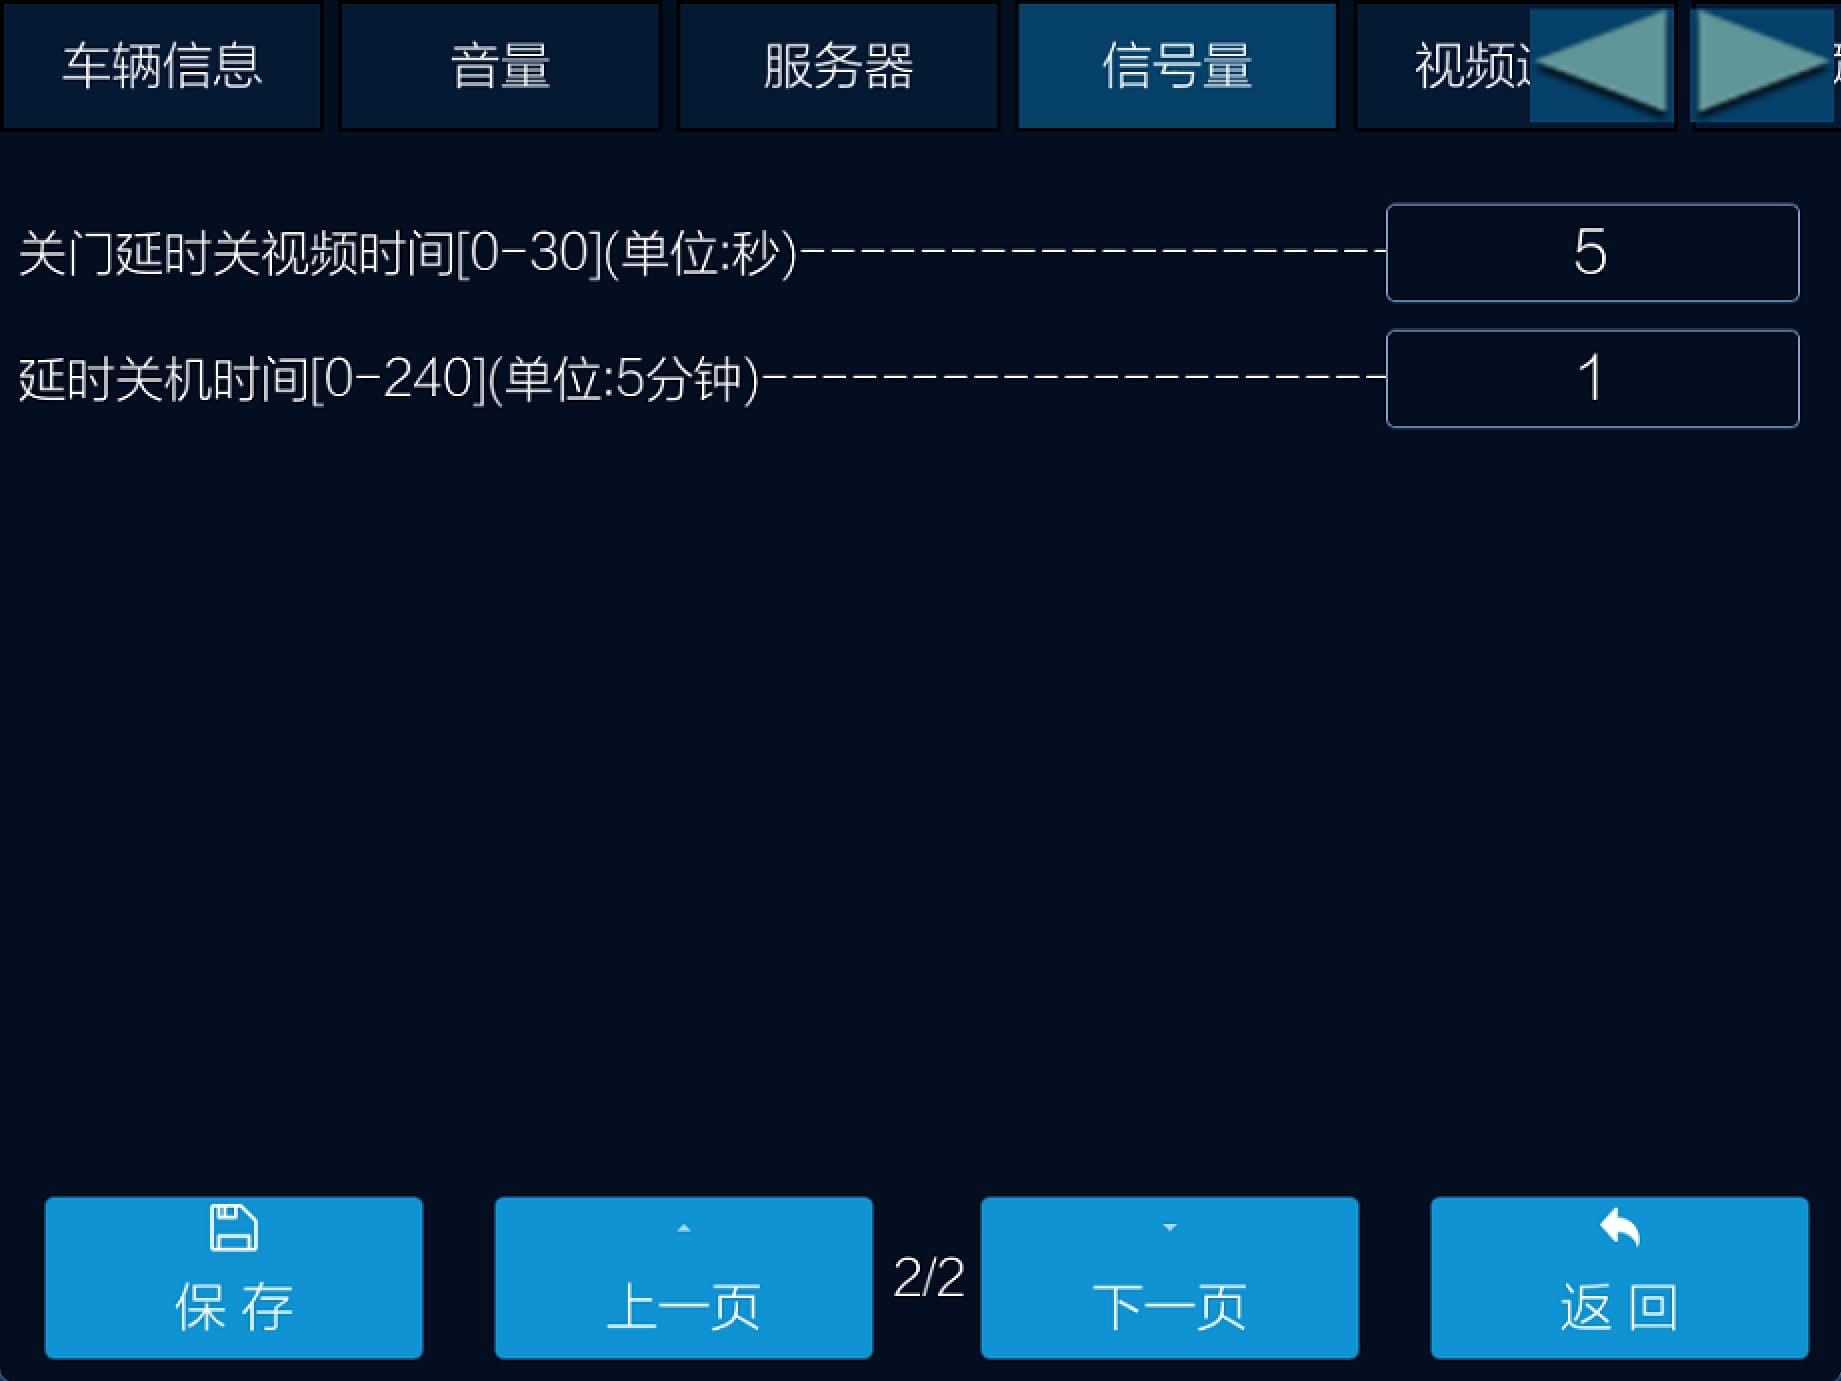 车辆信息 音量 服务器 信号量 视频
关门延时关视频时间[0-30](单位:秒)------------------- 5
延时关机时间[0-240](单位:5分钟)-------------------- 1
保 存 上一页 2/2 下一页 返 回